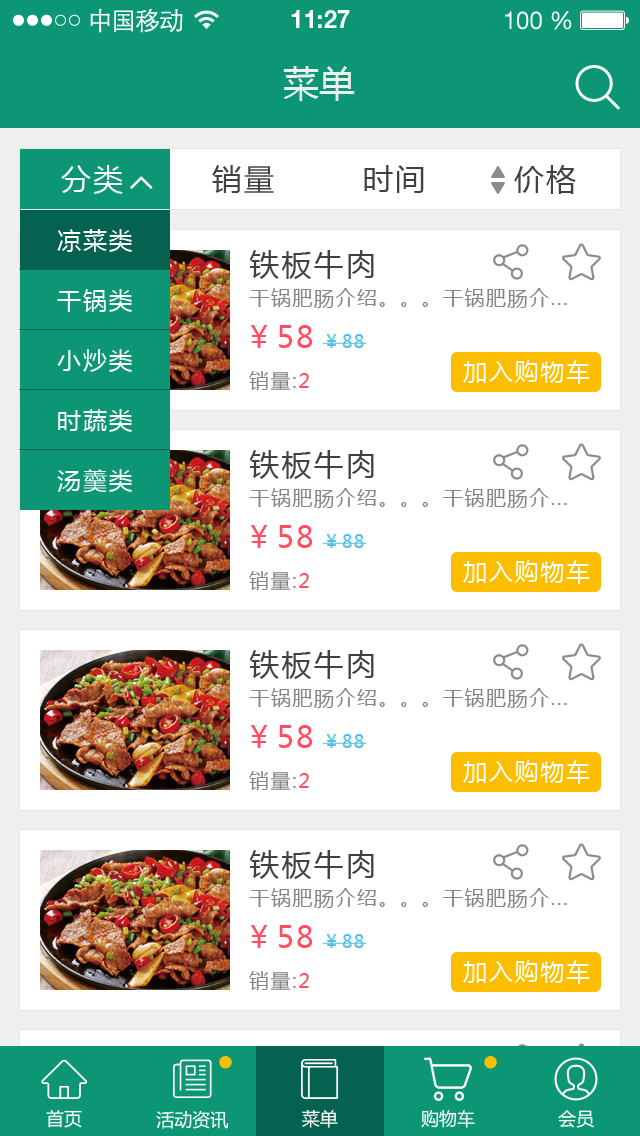 中国移动 11:27 100 %
菜单
分类 销量 时间 价格
凉菜类
干锅类
小炒类
时蔬类
汤羹类
铁板牛肉
干锅肥肠介绍。。。干锅肥肠介...
¥ 58 ¥ 88
销量:2
加入购物车
铁板牛肉
干锅肥肠介绍。。。干锅肥肠介...
¥ 58 ¥ 88
销量:2
加入购物车
铁板牛肉
干锅肥肠介绍。。。干锅肥肠介...
¥ 58 ¥ 88
销量:2
加入购物车
铁板牛肉
干锅肥肠介绍。。。干锅肥肠介...
¥ 58 ¥ 88
销量:2
加入购物车
首页 活动资讯 菜单 购物车 会员